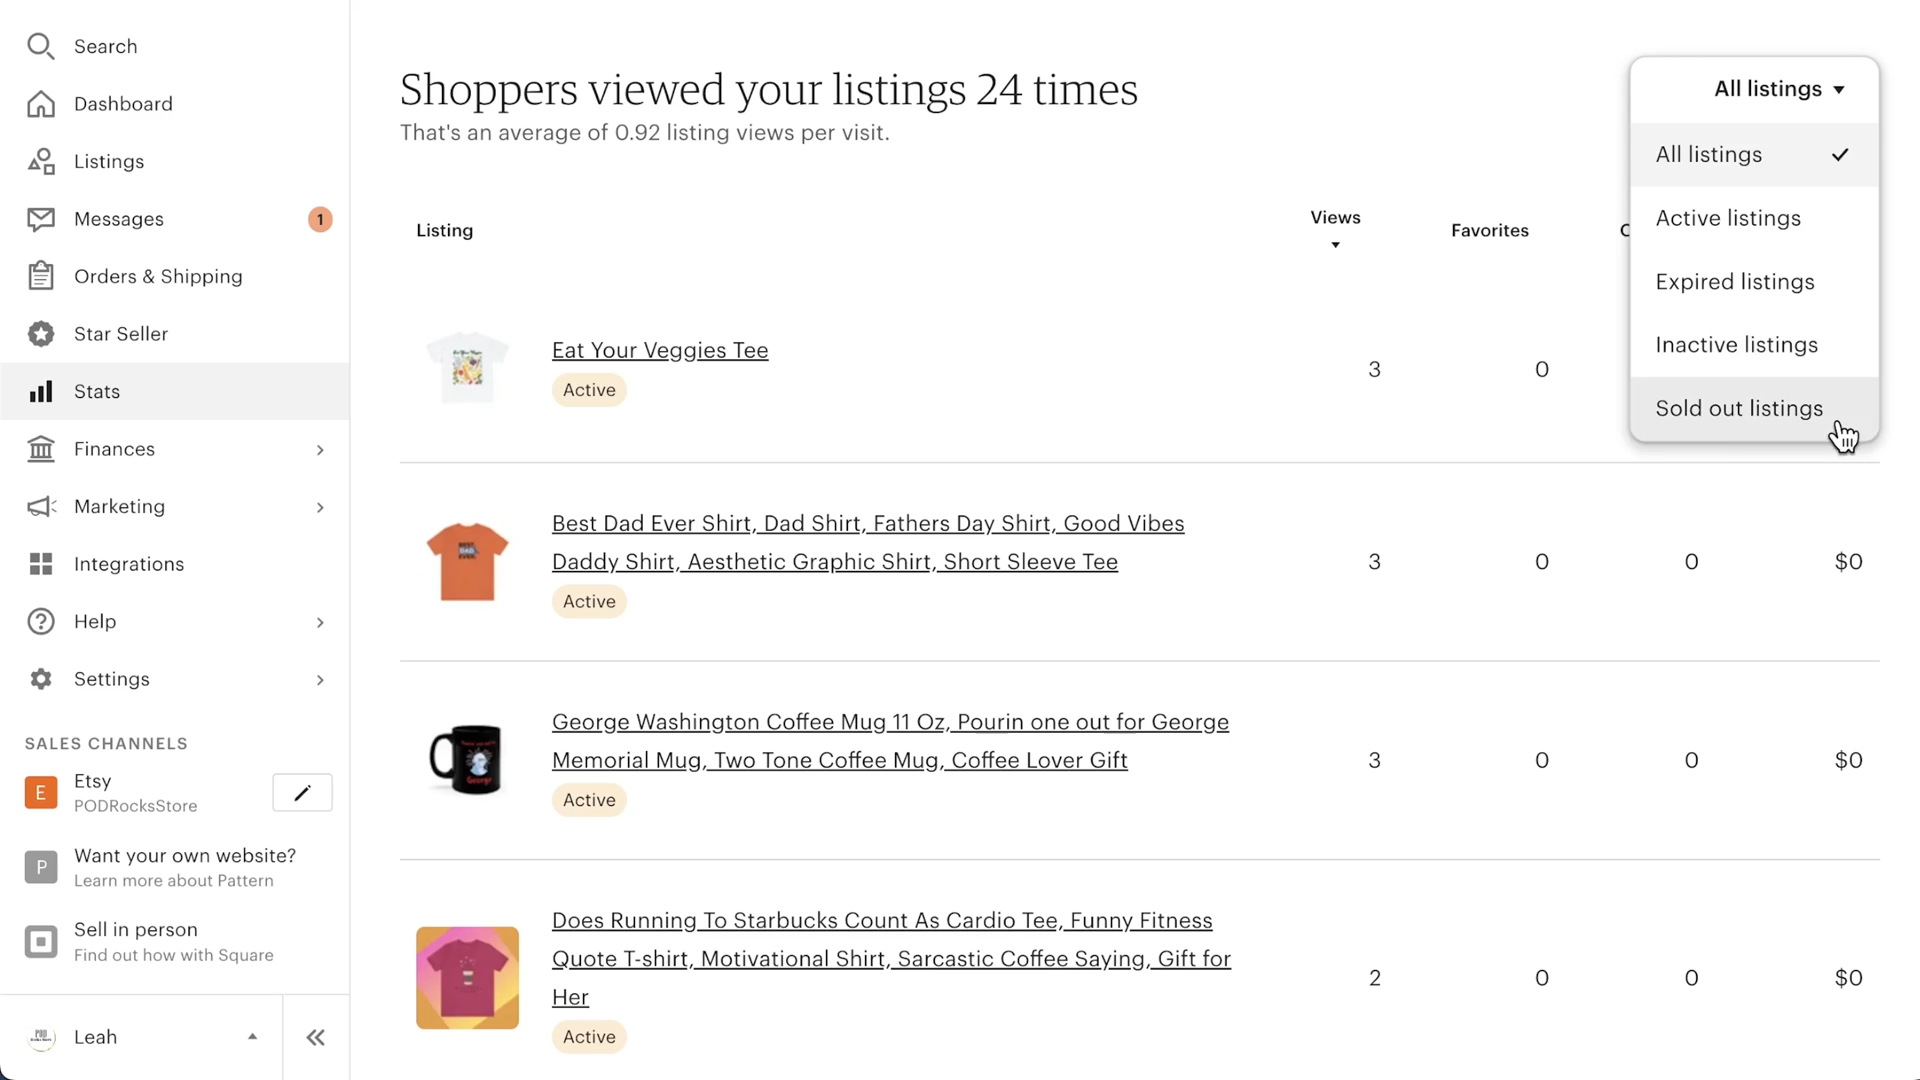 Search
Dashboard
Listings
Messages
1
Orders & Shipping
Star Seller
Stats
Finances
Marketing
Integrations
Help
Settings
SALES CHANNELS
E
Etsy
PODRocksStore
P
Want your own website?
Learn more about Pattern
Sell in person
Find out how with Square
Leah
Shoppers viewed your listings 24 times
That's an average of 0.92 listing views per visit.
All listings
All listings
Active listings
Expired listings
Inactive listings
Sold out listings
Listing
Views
Favorites
Eat Your Veggies Tee
Active
3
0
Best Dad Ever Shirt, Dad Shirt, Fathers Day Shirt, Good Vibes
Daddy Shirt, Aesthetic Graphic Shirt, Short Sleeve Tee
Active
3
0
0
$0
George Washington Coffee Mug 11 Oz, Pourin one out for George
Memorial Mug, Two Tone Coffee Mug, Coffee Lover Gift
Active
3
0
0
$0
Does Running To Starbucks Count As Cardio Tee, Funny Fitness
Quote T-shirt, Motivational Shirt, Sarcastic Coffee Saying, Gift for
Her
Active
2
0
0
$0